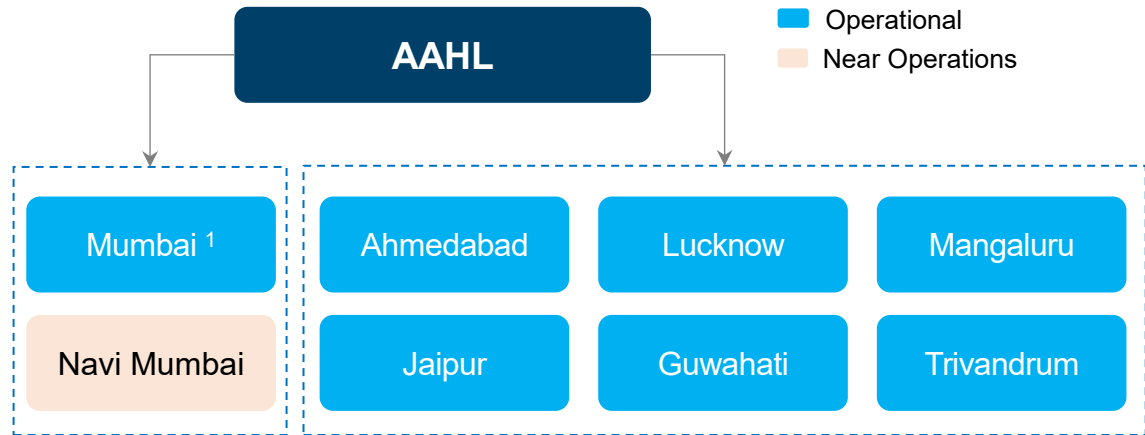 AAHL
Operational
Near Operations
Mumbai ¹
Navi Mumbai
Ahmedabad
Lucknow
Mangaluru
Jaipur
Guwahati
Trivandrum